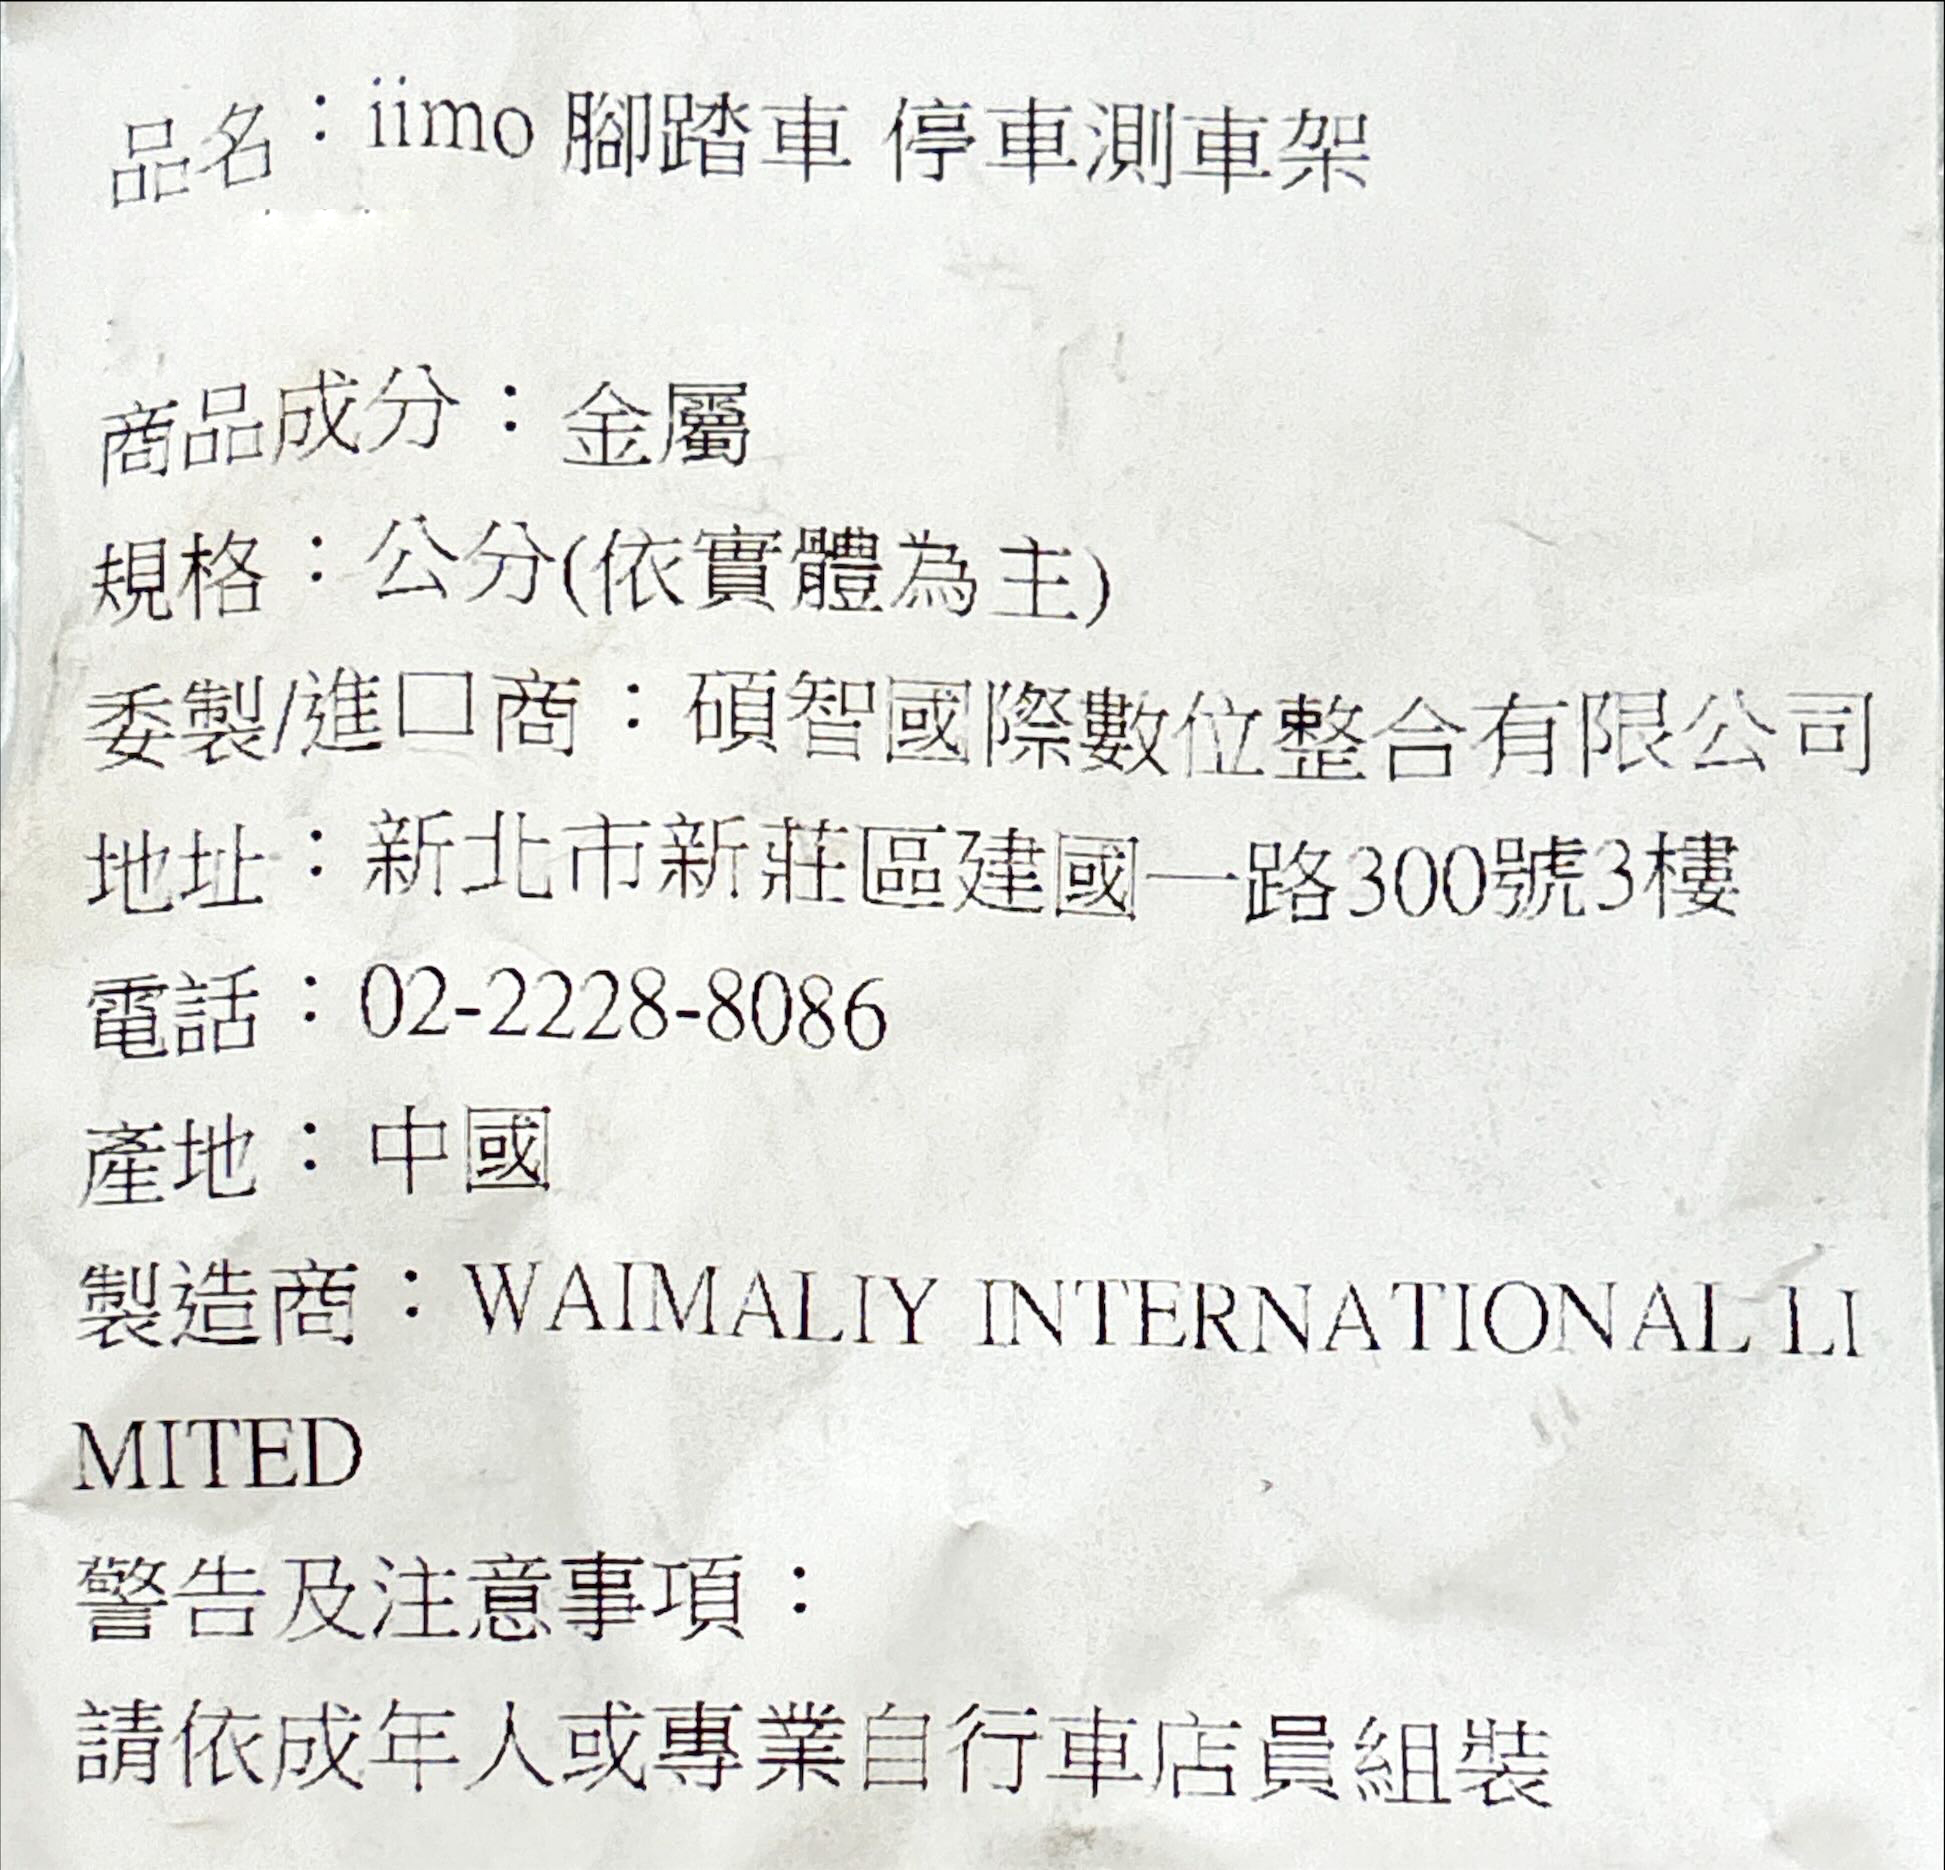 品名：iimo 腳踏車 停車測車架
商品成分：金屬
規格：公分(依實體為主)
委製/進口商：碩智國際數位整合有限公司
地址：新北市新莊區建國一路300號3樓
電話：02-2228-8086
產地：中國
製造商：WAIMALIY INTERNATIONAL LI
MITED
警告及注意事項：
請依成年人或專業自行車店員組裝